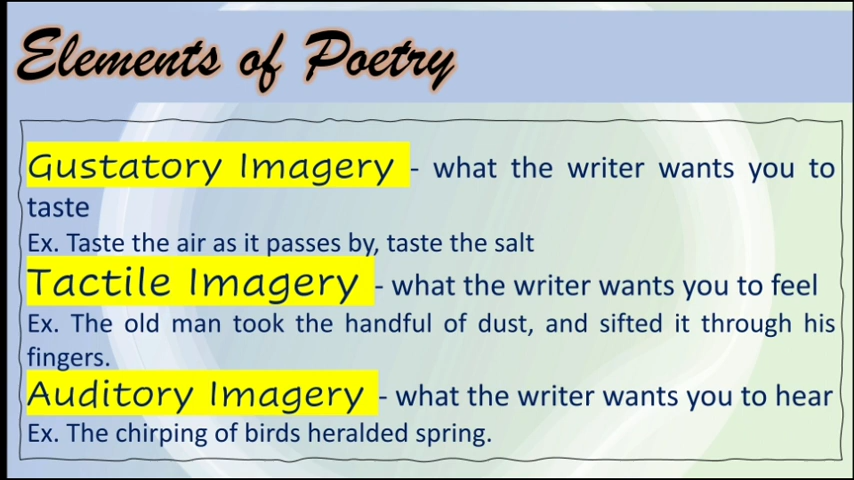 Elements of Poetry
Gustatory Imagery - what the writer wants you to
taste
Ex. Taste the air as it passes by, taste the salt
Tactile Imagery - what the writer wants you to feel
Ex. The old man took the handful of dust, and sifted it through his
fingers.
Auditory Imagery - what the writer wants you to hear
Ex. The chirping of birds heralded spring.